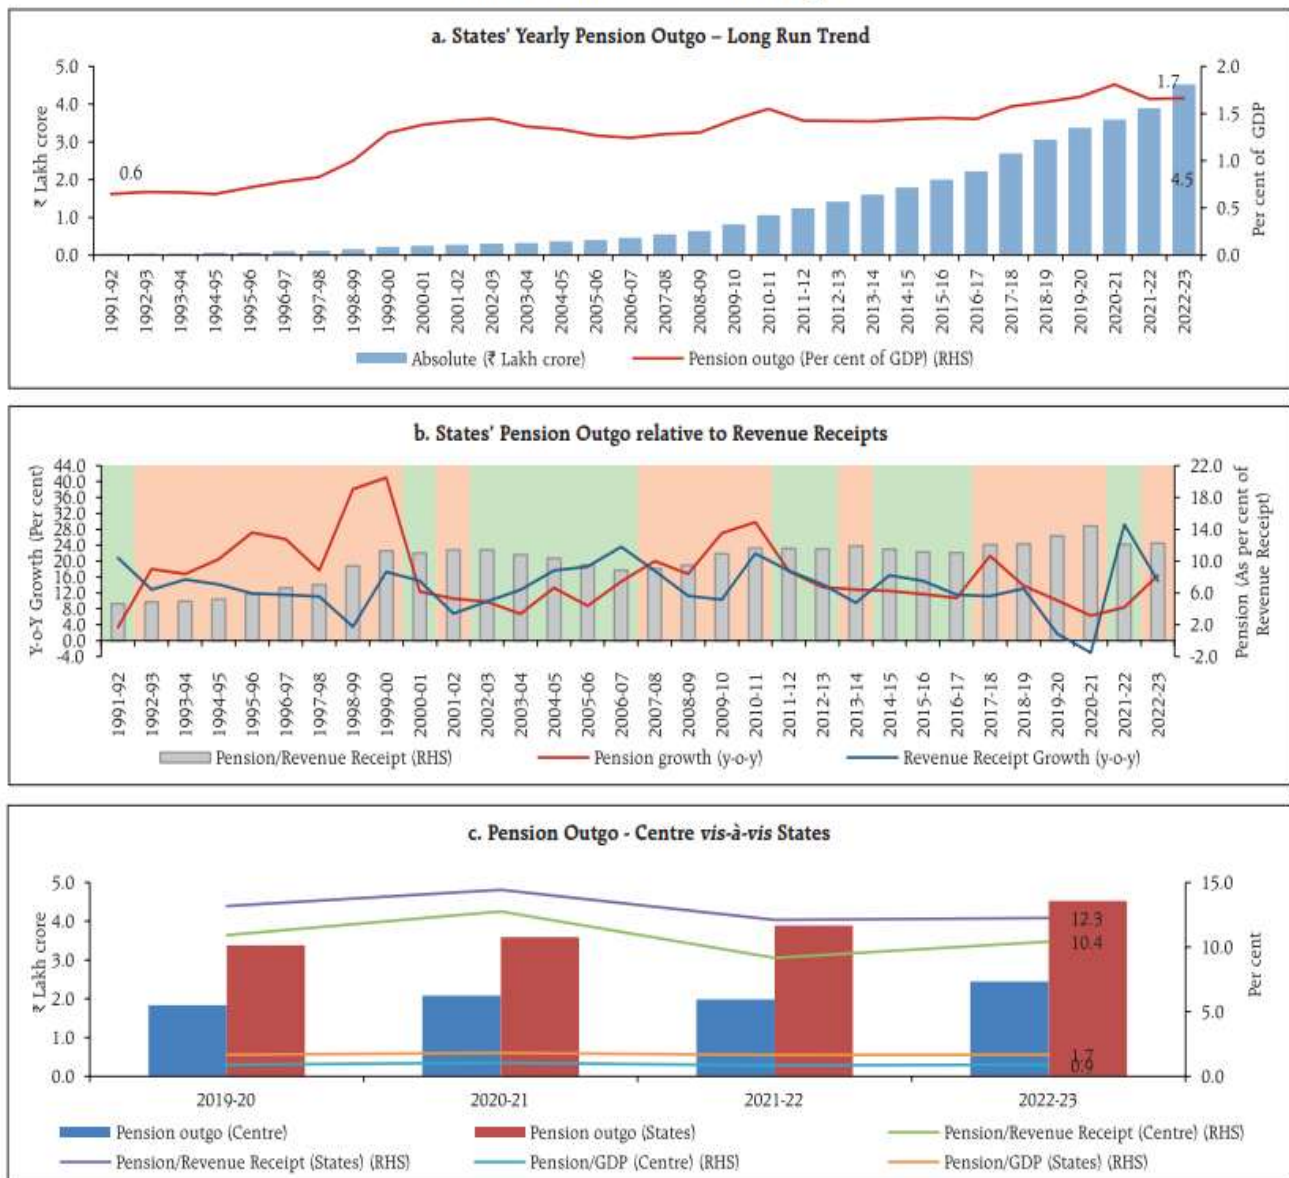 a. States' Yearly Pension Outgo – Long Run Trend
₹ Lakh crore
5.0
4.0
3.0
2.0
1.0
0.0
0.6
1.7
4.5
2.0
1.5
1.0
0.5
0.0
Per cent of GDP
1991-92 1992-93 1993-94 1994-95 1995-96 1996-97 1997-98 1998-99 1999-00 2000-01 2001-02 2002-03 2003-04 2004-05 2005-06 2006-07 2007-08 2008-09 2009-10 2010-11 2011-12 2012-13 2013-14 2014-15 2015-16 2016-17 2017-18 2018-19 2019-20 2020-21 2021-22 2022-23
Absolute (₹ Lakh crore) Pension outgo (Per cent of GDP) (RHS)
b. States' Pension Outgo relative to Revenue Receipts
Y-o-Y Growth (Per cent)
44.0
40.0
36.0
32.0
28.0
24.0
20.0
16.0
12.0
8.0
4.0
0.0
-4.0
22.0
18.0
14.0
10.0
6.0
2.0
-2.0
Pension (As per cent of
Revenue Receipt)
1991-92 1992-93 1993-94 1994-95 1995-96 1996-97 1997-98 1998-99 1999-00 2000-01 2001-02 2002-03 2003-04 2004-05 2005-06 2006-07 2007-08 2008-09 2009-10 2010-11 2011-12 2012-13 2013-14 2014-15 2015-16 2016-17 2017-18 2018-19 2019-20 2020-21 2021-22 2022-23
Pension/Revenue Receipt (RHS) Pension growth (y-o-y) Revenue Receipt Growth (y-o-y)
c. Pension Outgo - Centre vis-à-vis States
₹ Lakh crore
5.0
4.0
3.0
2.0
1.0
0.0
12.3
10.4
1.7
0.9
15.0
10.0
5.0
0.0
Per cent
2019-20 2020-21 2021-22 2022-23
Pension outgo (Centre) Pension outgo (States) Pension/Revenue Receipt (Centre) (RHS)
Pension/Revenue Receipt (States) (RHS) Pension/GDP (Centre) (RHS) Pension/GDP (States) (RHS)